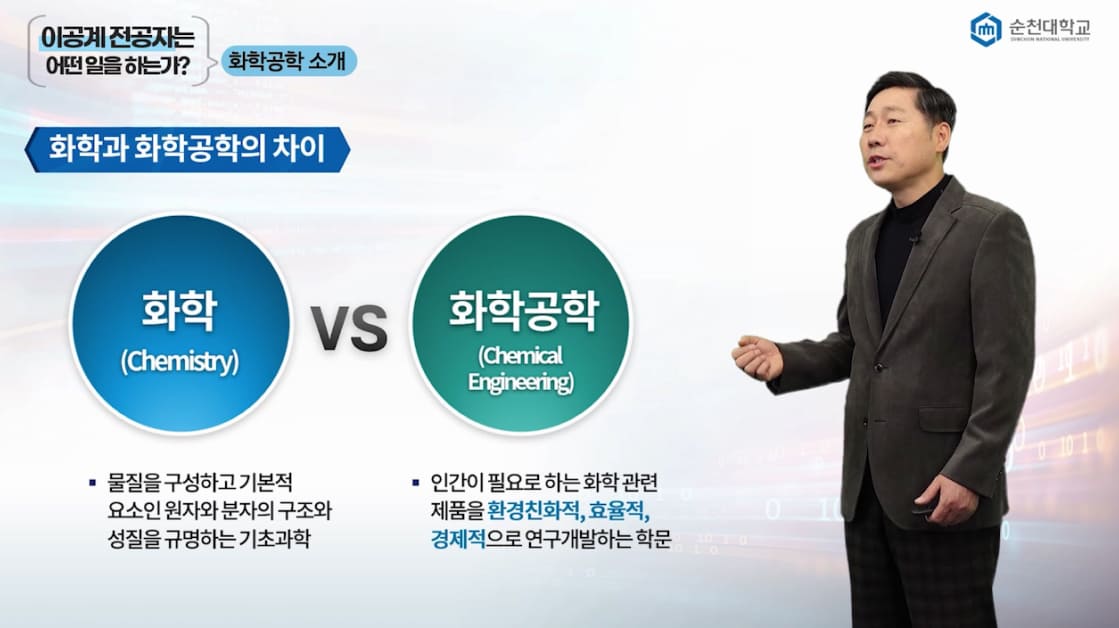 이공계 전공자는
어떤 일을 하는가?
화학공학 소개
순천대학교
SUNCHON NATIONAL UNIVERSITY
화학과 화학공학의 차이
화학
(Chemistry)
VS
화학공학
(Chemical
Engineering)
▪ 물질을 구성하고 기본적
요소인 원자와 분자의 구조와
성질을 규명하는 기초과학
▪ 인간이 필요로 하는 화학 관련
제품을 환경친화적, 효율적,
경제적으로 연구개발하는 학문